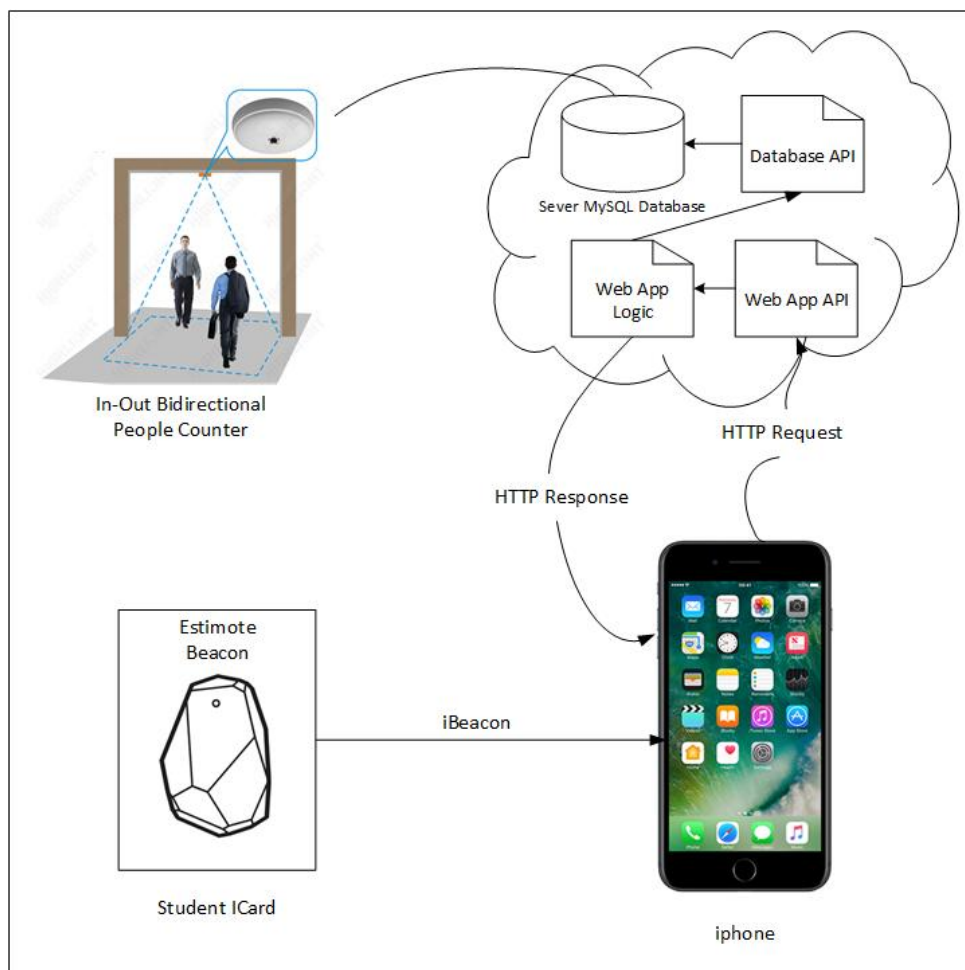 Database API
Sever MySQL Database
Web App
Logic
Web App API
In-Out Bidirectional
People Counter
HTTP Request
HTTP Response
Estimote
Beacon
iBeacon
Student ICard
iphone